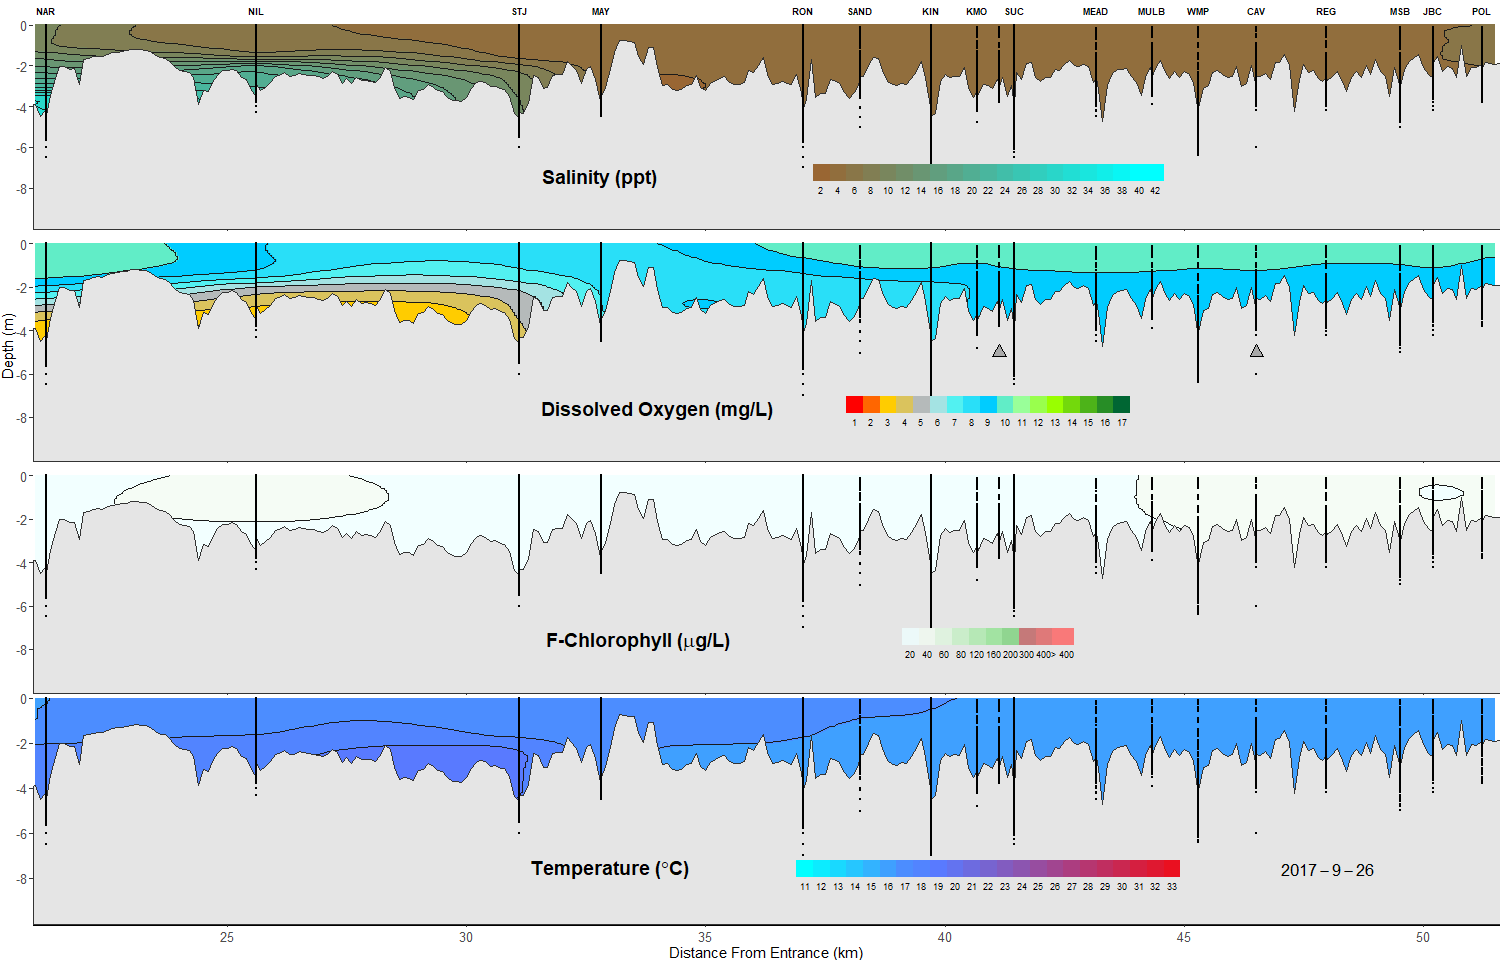 NAR NIL STJ MAY RON SAND KIN KMO SUC MEAD MULB WMP CAV REG MSB JBC POL
0
-2
-4
-6
-8
Salinity (ppt)
2 4 6 8 10 12 14 16 18 20 22 24 26 28 30 32 34 36 38 40 42
0
-2
-4
-6
-8
Depth (m)
Dissolved Oxygen (mg/L)
1 2 3 4 5 6 7 8 9 10 11 12 13 14 15 16 17
0
-2
-4
-6
-8
F-Chlorophyll (μg/L)
20 40 60 80 120 160 200 300 400> 400
0
-2
-4
-6
-8
Temperature (°C)
11 12 13 14 15 16 17 18 19 20 21 22 23 24 25 26 27 28 29 30 31 32 33
2017 – 9 – 26
25 30 35 40 45 50
Distance From Entrance (km)